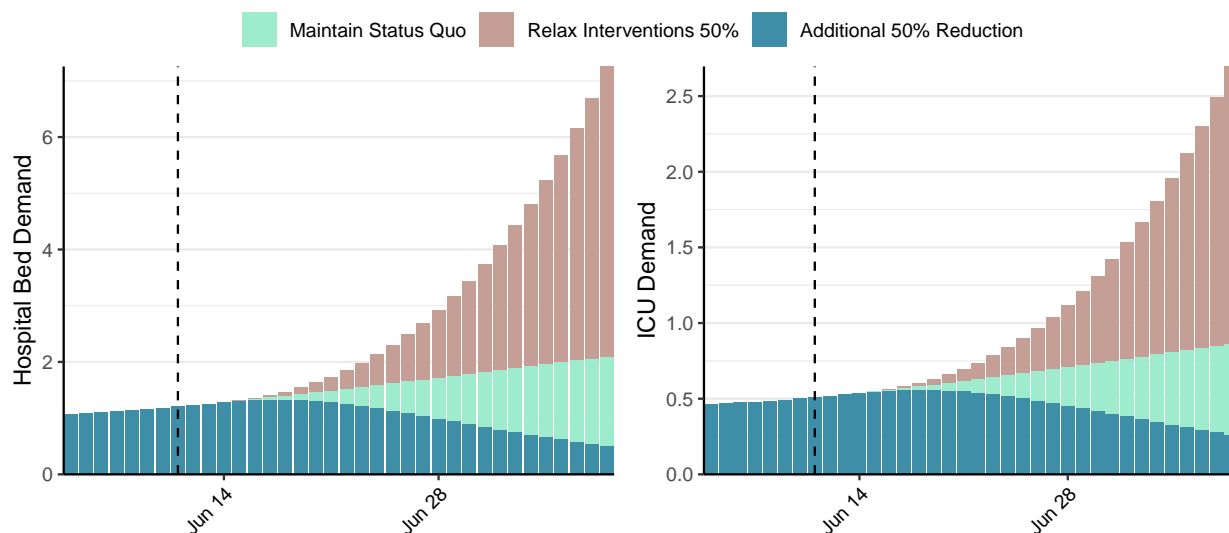 Maintain Status Quo Relax Interventions 50% Additional 50% Reduction
Hospital Bed Demand
6
4
2
0
Jun 14
Jun 28
ICU Demand
2.5
2.0
1.5
1.0
0.5
0.0
Jun 14
Jun 28